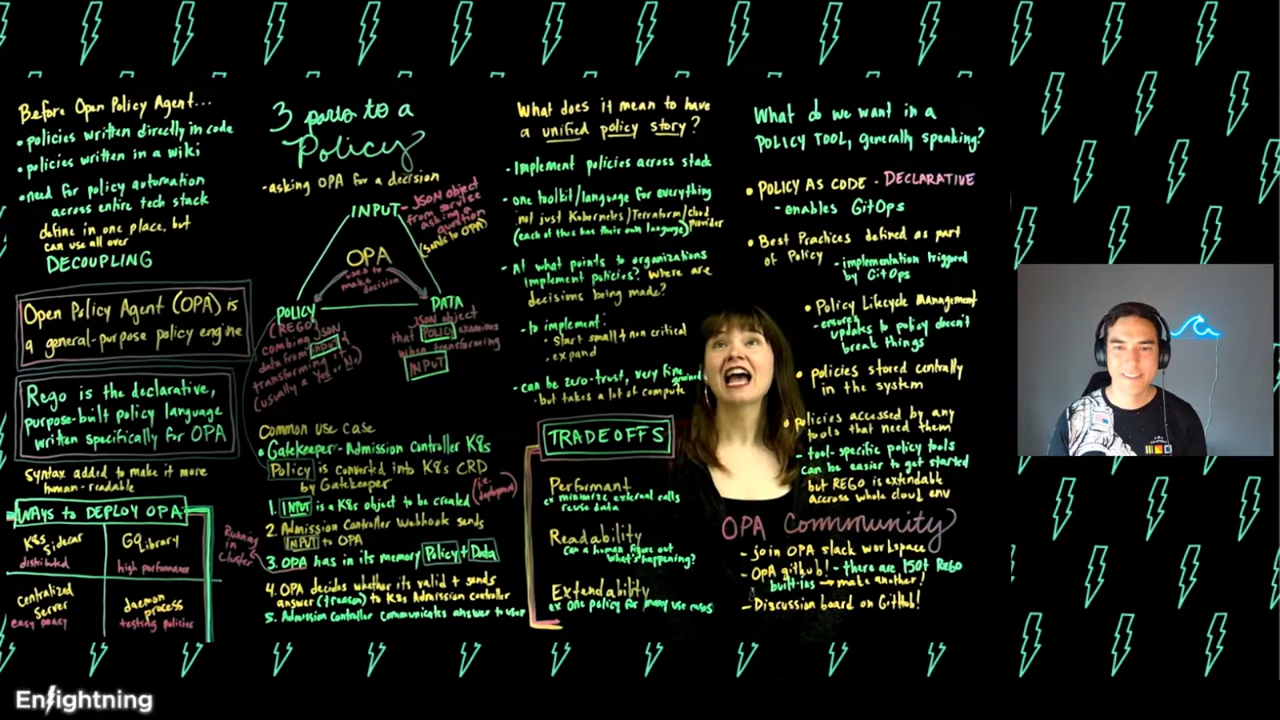 Before Open Policy Agent...
• policies written directly in code
• policies written in a wiki
• need for policy automation
across entire tech stack
define in one place, but
can use all over
DECOUPLING
Open Policy Agent (OPA) is
a general-purpose policy engine
Rego is the declarative,
purpose-built policy language
written specifically for OPA
Syntax added to make it more
human-readable
WAYS TO DEPLOY OPA
K8s sidecar
distributed
GO library
high performance
centralized
server
easy
daemon
process
testing policies
3 parts to a
Policy
- asking OPA for a decision
INPUT - JSON object
from service
asking a
question
(sends to OPA)
OPA
uses to
make
decision
POLICY
(REGO)
combing JSON
data from INPUT &
transforming it
(usually a Yes or No)
DATA
JSON object
that POLICY examines
when transforming
INPUT
Common Use Case
• Gatekeeper - Admission Controller K8s
Policy is converted into K8s CRD
by Gatekeeper
1. INPUT is a K8s object to be created (i.e. deployment)
2. Admission Controller Webhook sends
INPUT to OPA
Running
in
Cluster
3. OPA has in its memory Policy + Data
4. OPA decides whether its valid + sends
answer (+reason) to K8s Admission Controller
5. Admission Controller communicates answer to user
What does it mean to have
a unified policy story?
- Implement policies across stack
- one toolkit/language for everything
not just Kubernetes/Terraform/cloud provider
(each of this has their own language)
- At what points to organizations
implement policies? Where are
decisions being made?
- to implement:
• start small + non critical
• expand
- can be zero-trust, very fine grained
- but takes a lot of compute
TRADEOFFS
Performant
ex minimize external calls
reuse data
Readability
Can a human figure out
what's happening?
Extendability
ex One policy for many use cases
What do we want in a
POLICY TOOL, generally speaking?
• POLICY AS CODE - DECLARATIVE
- enables GitOps
• Best Practices defined as part
of Policy
- implementation triggered
by GitOps
• Policy Lifecycle Management
- ensures
updates to policy doesn't
break things
• policies stored centrally
in the system
• policies accessed by any
tools that need them
- tool-specific policy tools
can be easier to get started
but REGO is extendable
accross whole cloud env
OPA Community
- join OPA slack workspace
- OPA github! - there are 150+ REGO
built-ins → make another!
- Discussion board on GitHub!
Enlightning